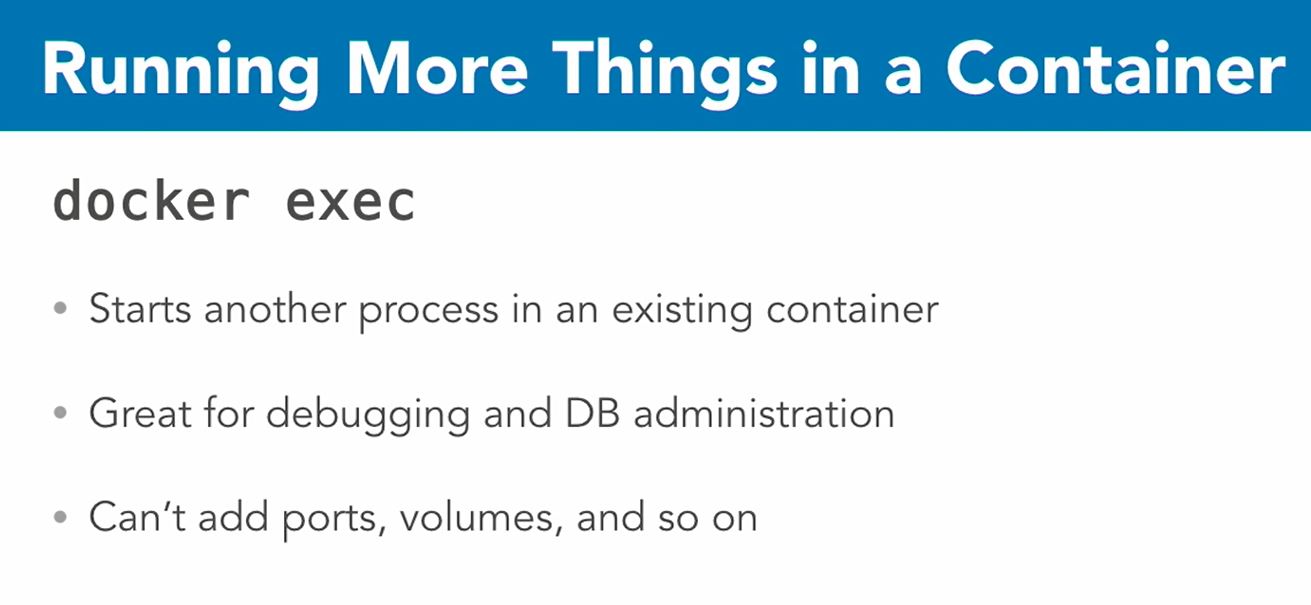 Running More Things in a Container
docker exec
• Starts another process in an existing container
• Great for debugging and DB administration
• Can’t add ports, volumes, and so on